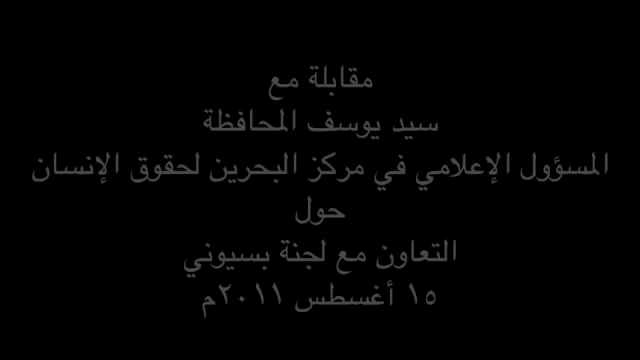 مقابلة مع
سيد يوسف المحافظة
المسؤول الإعلامي في مركز البحرين لحقوق الإنسان
حول
التعاون مع لجنة بسيوني
١٥ أغسطس ٢٠١١م